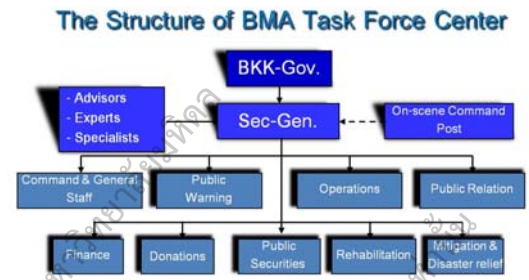 The Structure of BMA Task Force Center
BKK-Gov.
- Advisors
- Experts
- Specialists
Sec-Gen.
On-scene Command
Post
Command & General
Staff
Public
Warning
Operations
Public Relation
Finance
Donations
Public
Securities
Rehabilitation
Mitigation &
Disaster relief